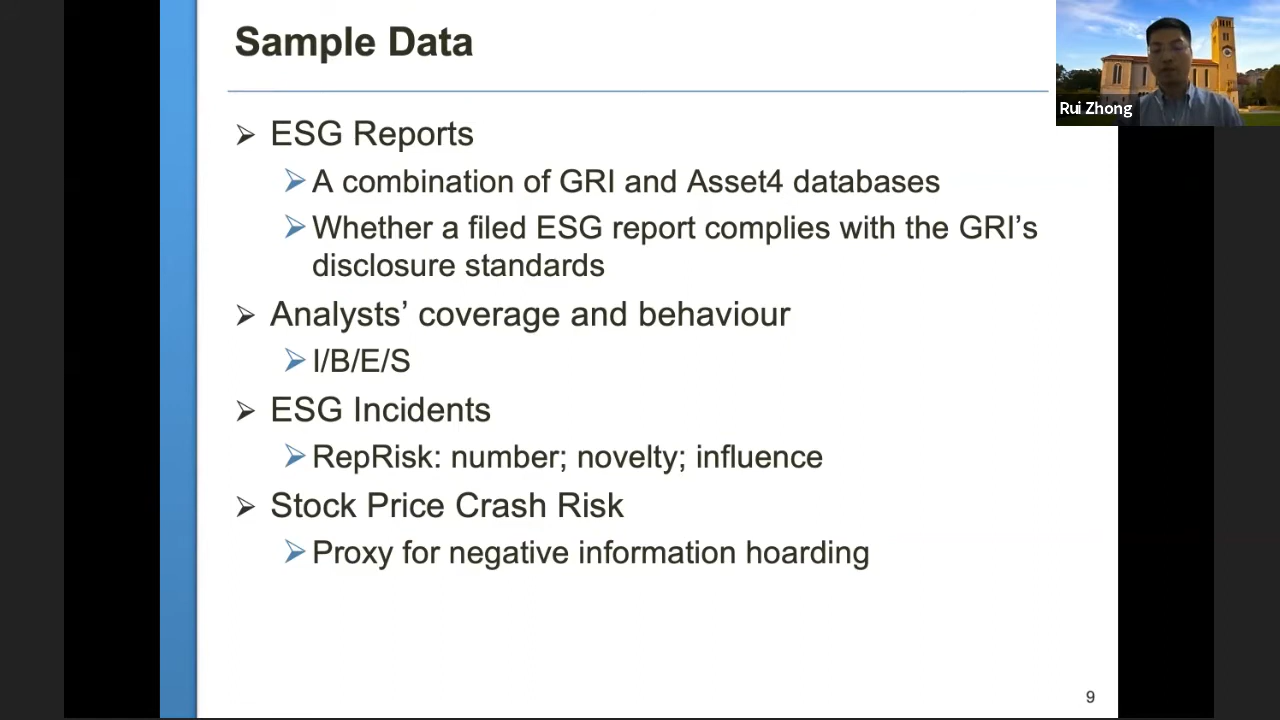 Sample Data
Rui Zhong
ESG Reports
A combination of GRI and Asset4 databases
Whether a filed ESG report complies with the GRI’s
disclosure standards
Analysts’ coverage and behaviour
I/B/E/S
ESG Incidents
RepRisk: number; novelty; influence
Stock Price Crash Risk
Proxy for negative information hoarding
9